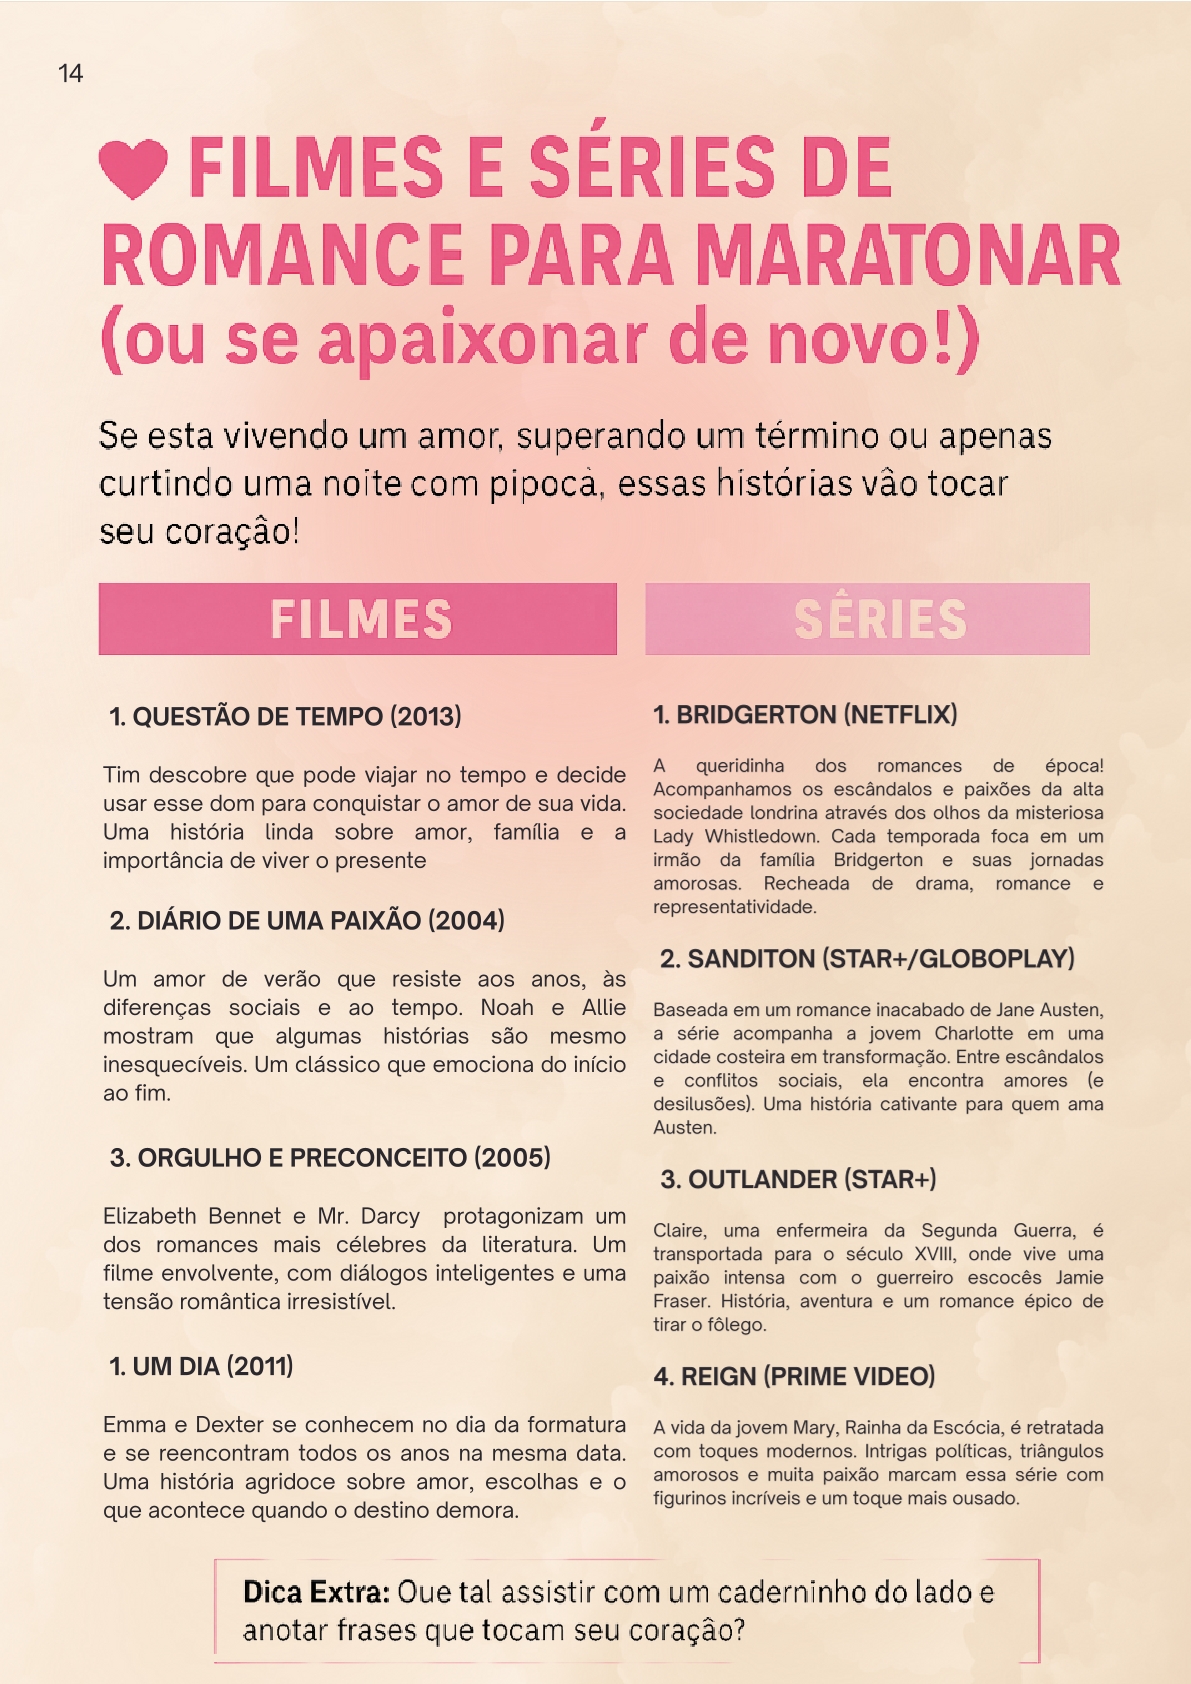 14
FILMES E SÉRIES DE
ROMANCE PARA MARATONAR
(ou se apaixonar de novo!)
Se esta vivendo um amor, superando um término ou apenas
curtindo uma noite com pipocà, essas histórias vâo tocar
seu coraçâo!
FILMES
1. QUESTÃO DE TEMPO (2013)
Tim descobre que pode viajar no tempo e decide
usar esse dom para conquistar o amor de sua vida.
Uma história linda sobre amor, família e a
importância de viver o presente
2. DIÁRIO DE UMA PAIXÃO (2004)
Um amor de verão que resiste aos anos, às
diferenças sociais e ao tempo. Noah e Allie
mostram que algumas histórias são mesmo
inesquecíveis. Um clássico que emociona do início
ao fim.
3. ORGULHO E PRECONCEITO (2005)
Elizabeth Bennet e Mr. Darcy protagonizam um
dos romances mais célebres da literatura. Um
filme envolvente, com diálogos inteligentes e uma
tensão romântica irresistível.
1. UM DIA (2011)
Emma e Dexter se conhecem no dia da formatura
e se reencontram todos os anos na mesma data.
Uma história agridoce sobre amor, escolhas e o
que acontece quando o destino demora.
SÊRIES
1. BRIDGERTON (NETFLIX)
A queridinha dos romances de época!
Acompanhamos os escândalos e paixões da alta
sociedade londrina através dos olhos da misteriosa
Lady Whistledown. Cada temporada foca em um
irmão da família Bridgerton e suas jornadas
amorosas. Recheada de drama, romance e
representatividade.
2. SANDITON (STAR+/GLOBOPLAY)
Baseada em um romance inacabado de Jane Austen,
a série acompanha a jovem Charlotte em uma
cidade costeira em transformação. Entre escândalos
e conflitos sociais, ela encontra amores (e
desilusões). Uma história cativante para quem ama
Austen.
3. OUTLANDER (STAR+)
Claire, uma enfermeira da Segunda Guerra, é
transportada para o século XVIII, onde vive uma
paixão intensa com o guerreiro escocês Jamie
Fraser. História, aventura e um romance épico de
tirar o fôlego.
4. REIGN (PRIME VIDEO)
A vida da jovem Mary, Rainha da Escócia, é retratada
com toques modernos. Intrigas políticas, triângulos
amorosos e muita paixão marcam essa série com
figurinos incríveis e um toque mais ousado.
Dica Extra: Oue tal assistir com um caderninho do lado e
anotar frases que tocam seu coraçâo?